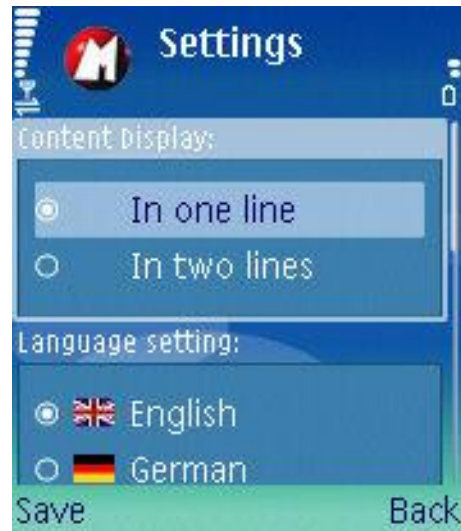 M Settings
Content Display:
In one line
In two lines
Language setting:
English
German
Save Back